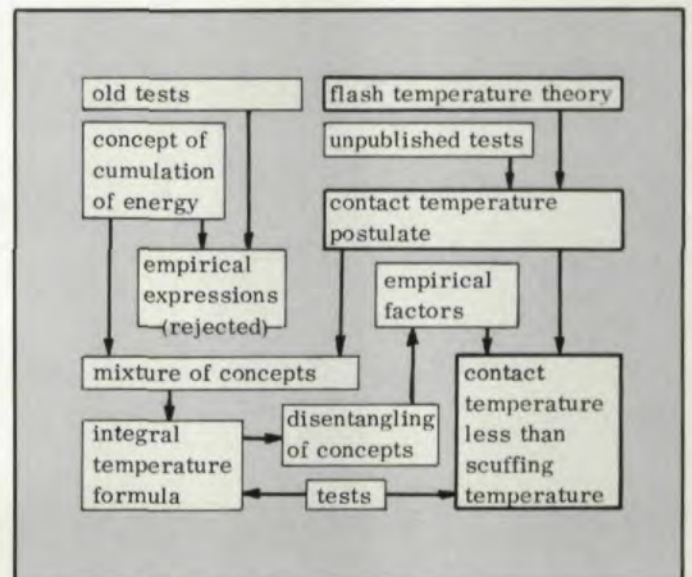 old tests
flash temperature theory
concept of
cumulation
of energy
unpublished tests
contact temperature
postulate
empirical
expressions
(rejected)
empirical
factors
mixture of concepts
contact
temperature
less than
scuffing
temperature
integral
temperature
formula
disentangling
of concepts
tests